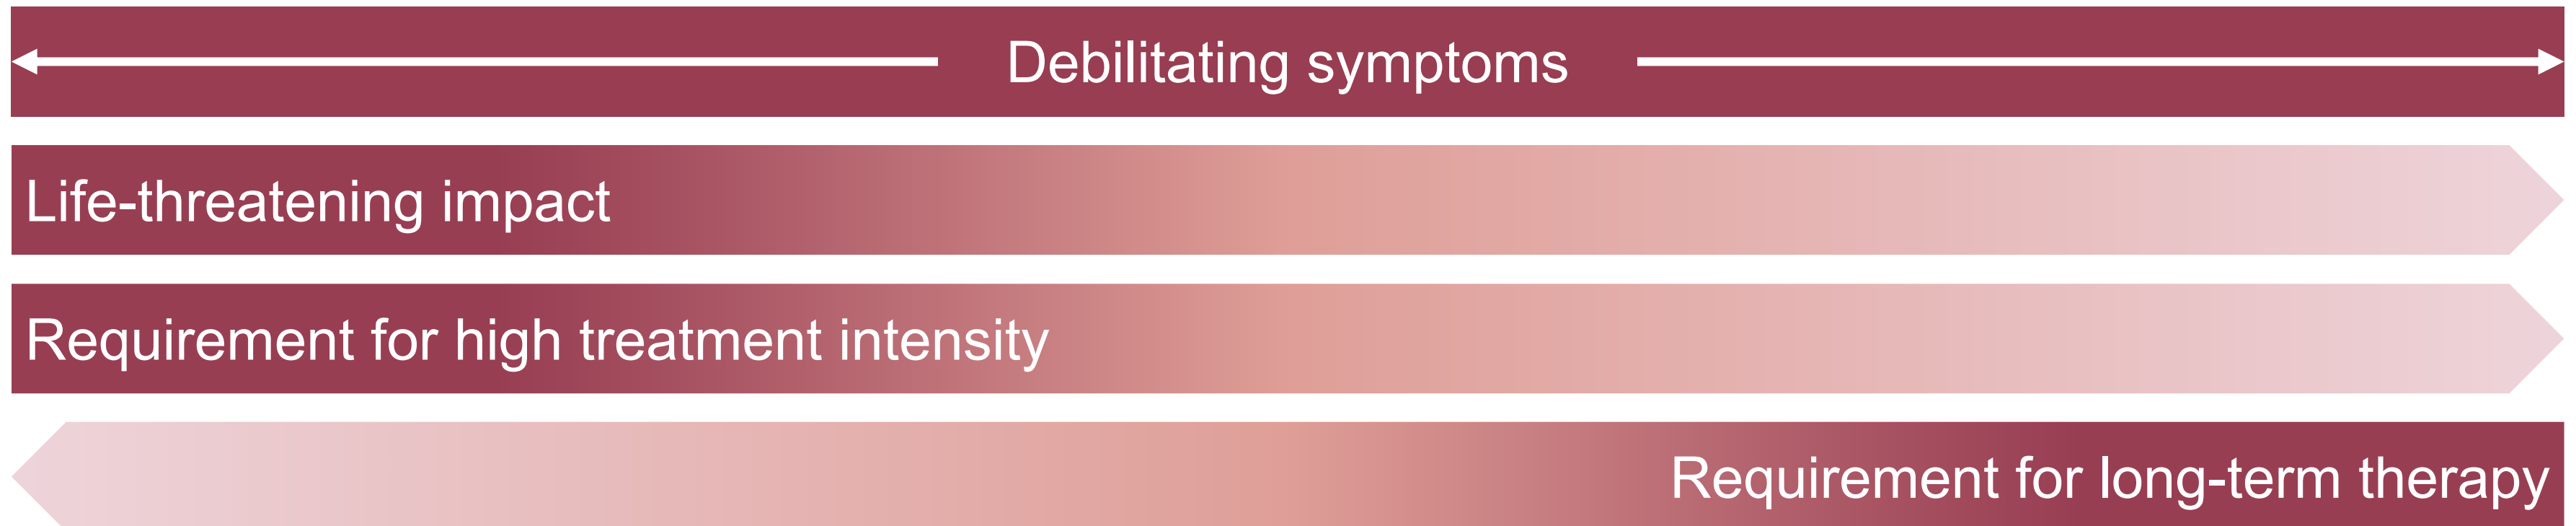 Debilitating symptoms
Life-threatening impact
Requirement for high treatment intensity
Requirement for long-term therapy